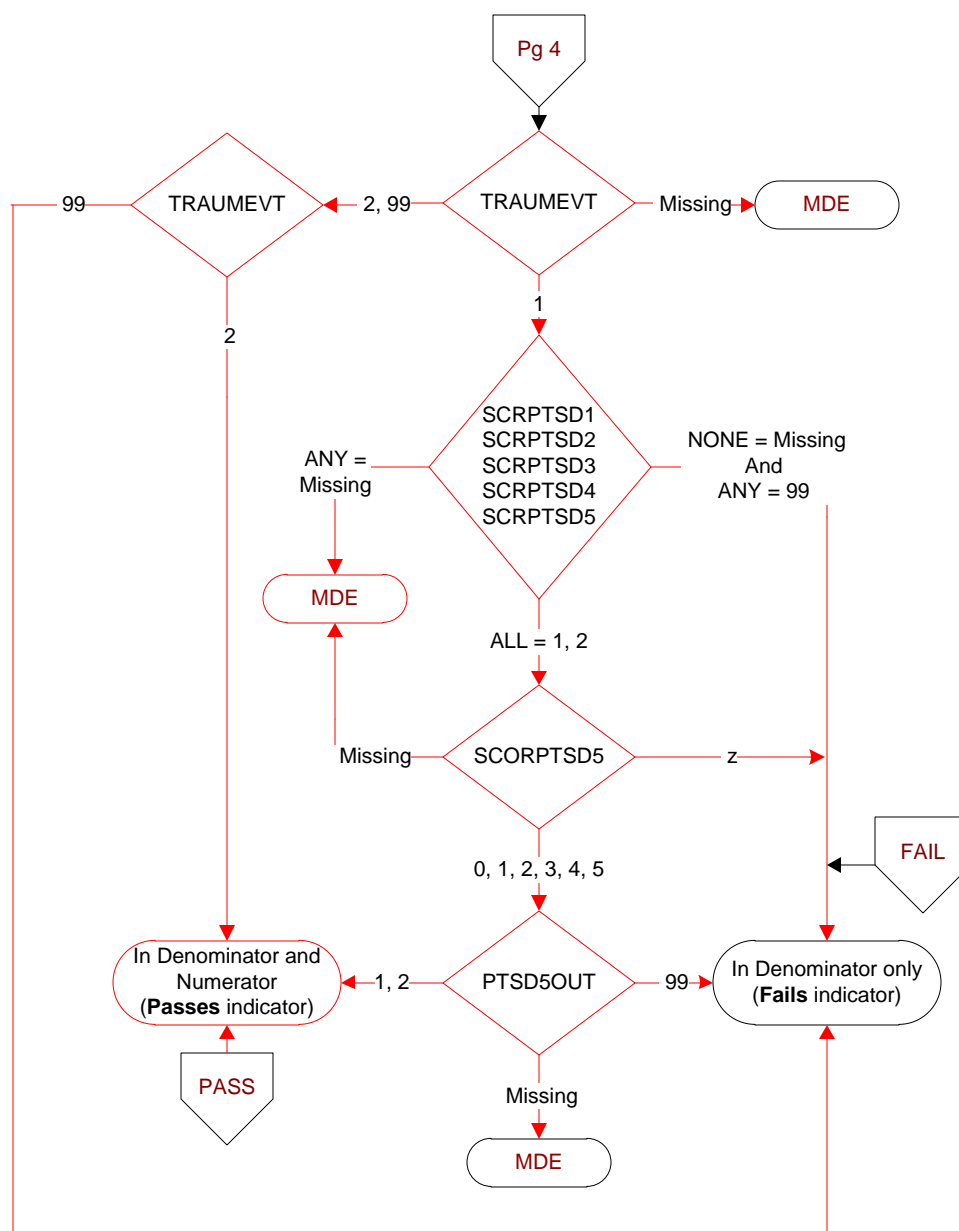 Pg 4
TRAUMEVT
99
2, 99
TRAUMEVT
Missing
MDE
2
1
SCRPTSD1
SCRPTSD2
SCRPTSD3
SCRPTSD4
SCRPTSD5
ANY =
Missing
NONE = Missing
And
ANY = 99
MDE
ALL = 1, 2
Missing
SCORPTSD5
z
FAIL
0, 1, 2, 3, 4, 5
In Denominator and
Numerator
(Passes indicator)
1, 2
PTSD5OUT
99
In Denominator only
(Fails indicator)
PASS
Missing
MDE